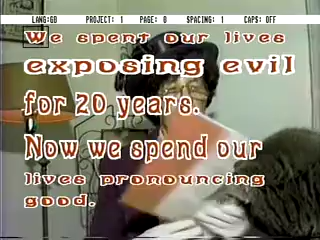 LANG:GD PROJECT: 1 PAGE: 0 SPACING: 1 CAPS: OFF
We spent our lives
exposing evil
for 20 years.
Now we spend our
lives pronouncing
good.